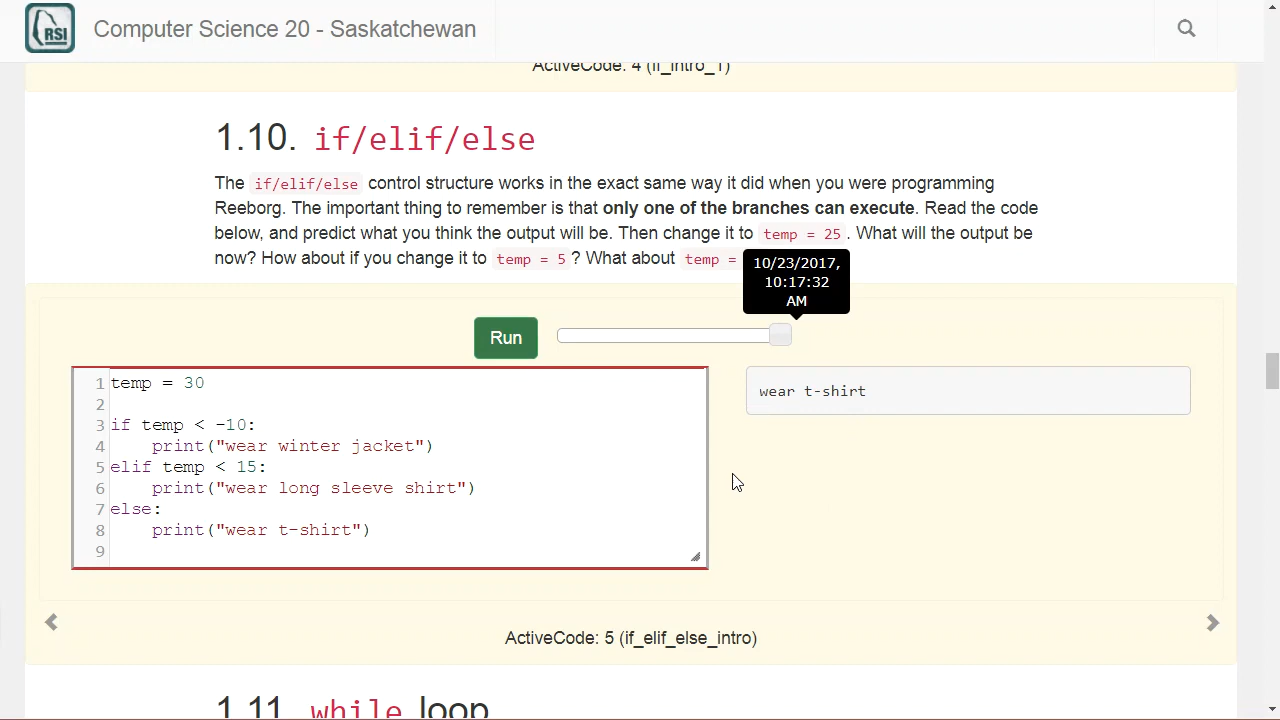 RSI
Computer Science 20 - Saskatchewan
ActiveCode: 4 (if_intro_1)
1.10. if/elif/else
The if/elif/else control structure works in the exact same way it did when you were programming
Reeborg. The important thing to remember is that only one of the branches can execute. Read the code
below, and predict what you think the output will be. Then change it to temp = 25. What will the output be
now? How about if you change it to temp = 5? What about temp =
10/23/2017,
10:17:32
AM
Run
1 temp = 30
2
3 if temp < -10:
4     print("wear winter jacket")
5 elif temp < 15:
6     print("wear long sleeve shirt")
7 else:
8     print("wear t-shirt")
9
wear t-shirt
ActiveCode: 5 (if_elif_else_intro)
1.11. while loop